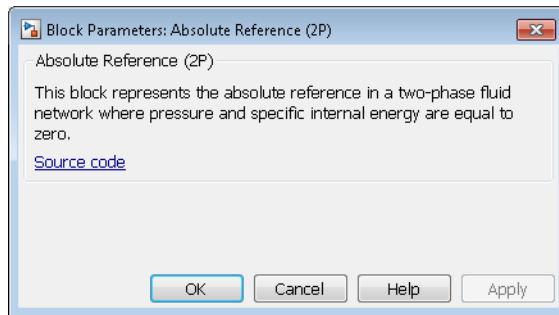 Block Parameters: Absolute Reference (2P)
Absolute Reference (2P)
This block represents the absolute reference in a two-phase fluid
network where pressure and specific internal energy are equal to
zero.
Source code
OK Cancel Help Apply